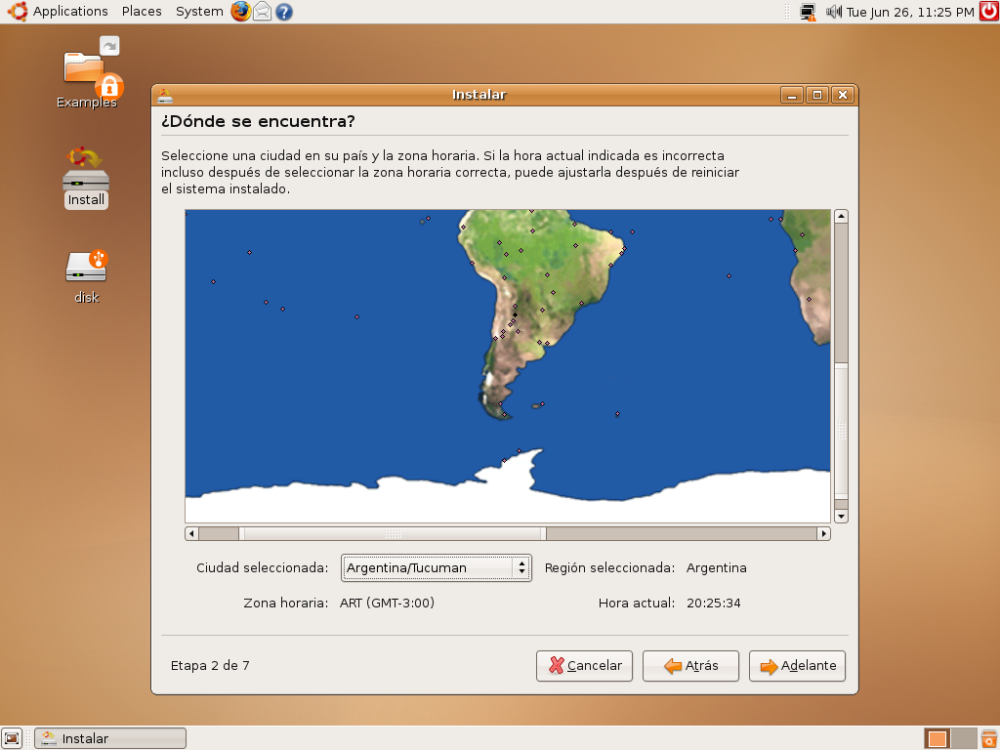 Applications Places System
Tue Jun 26, 11:25 PM
Examples
Install
disk
Instalar
¿Dónde se encuentra?
Seleccione una ciudad en su país y la zona horaria. Si la hora actual indicada es incorrecta
incluso después de seleccionar la zona horaria correcta, puede ajustarla después de reiniciar
el sistema instalado.
Ciudad seleccionada: Argentina/Tucuman Región seleccionada: Argentina
Zona horaria: ART (GMT-3:00) Hora actual: 20:25:34
Etapa 2 de 7 Cancelar Atrás Adelante
Instalar